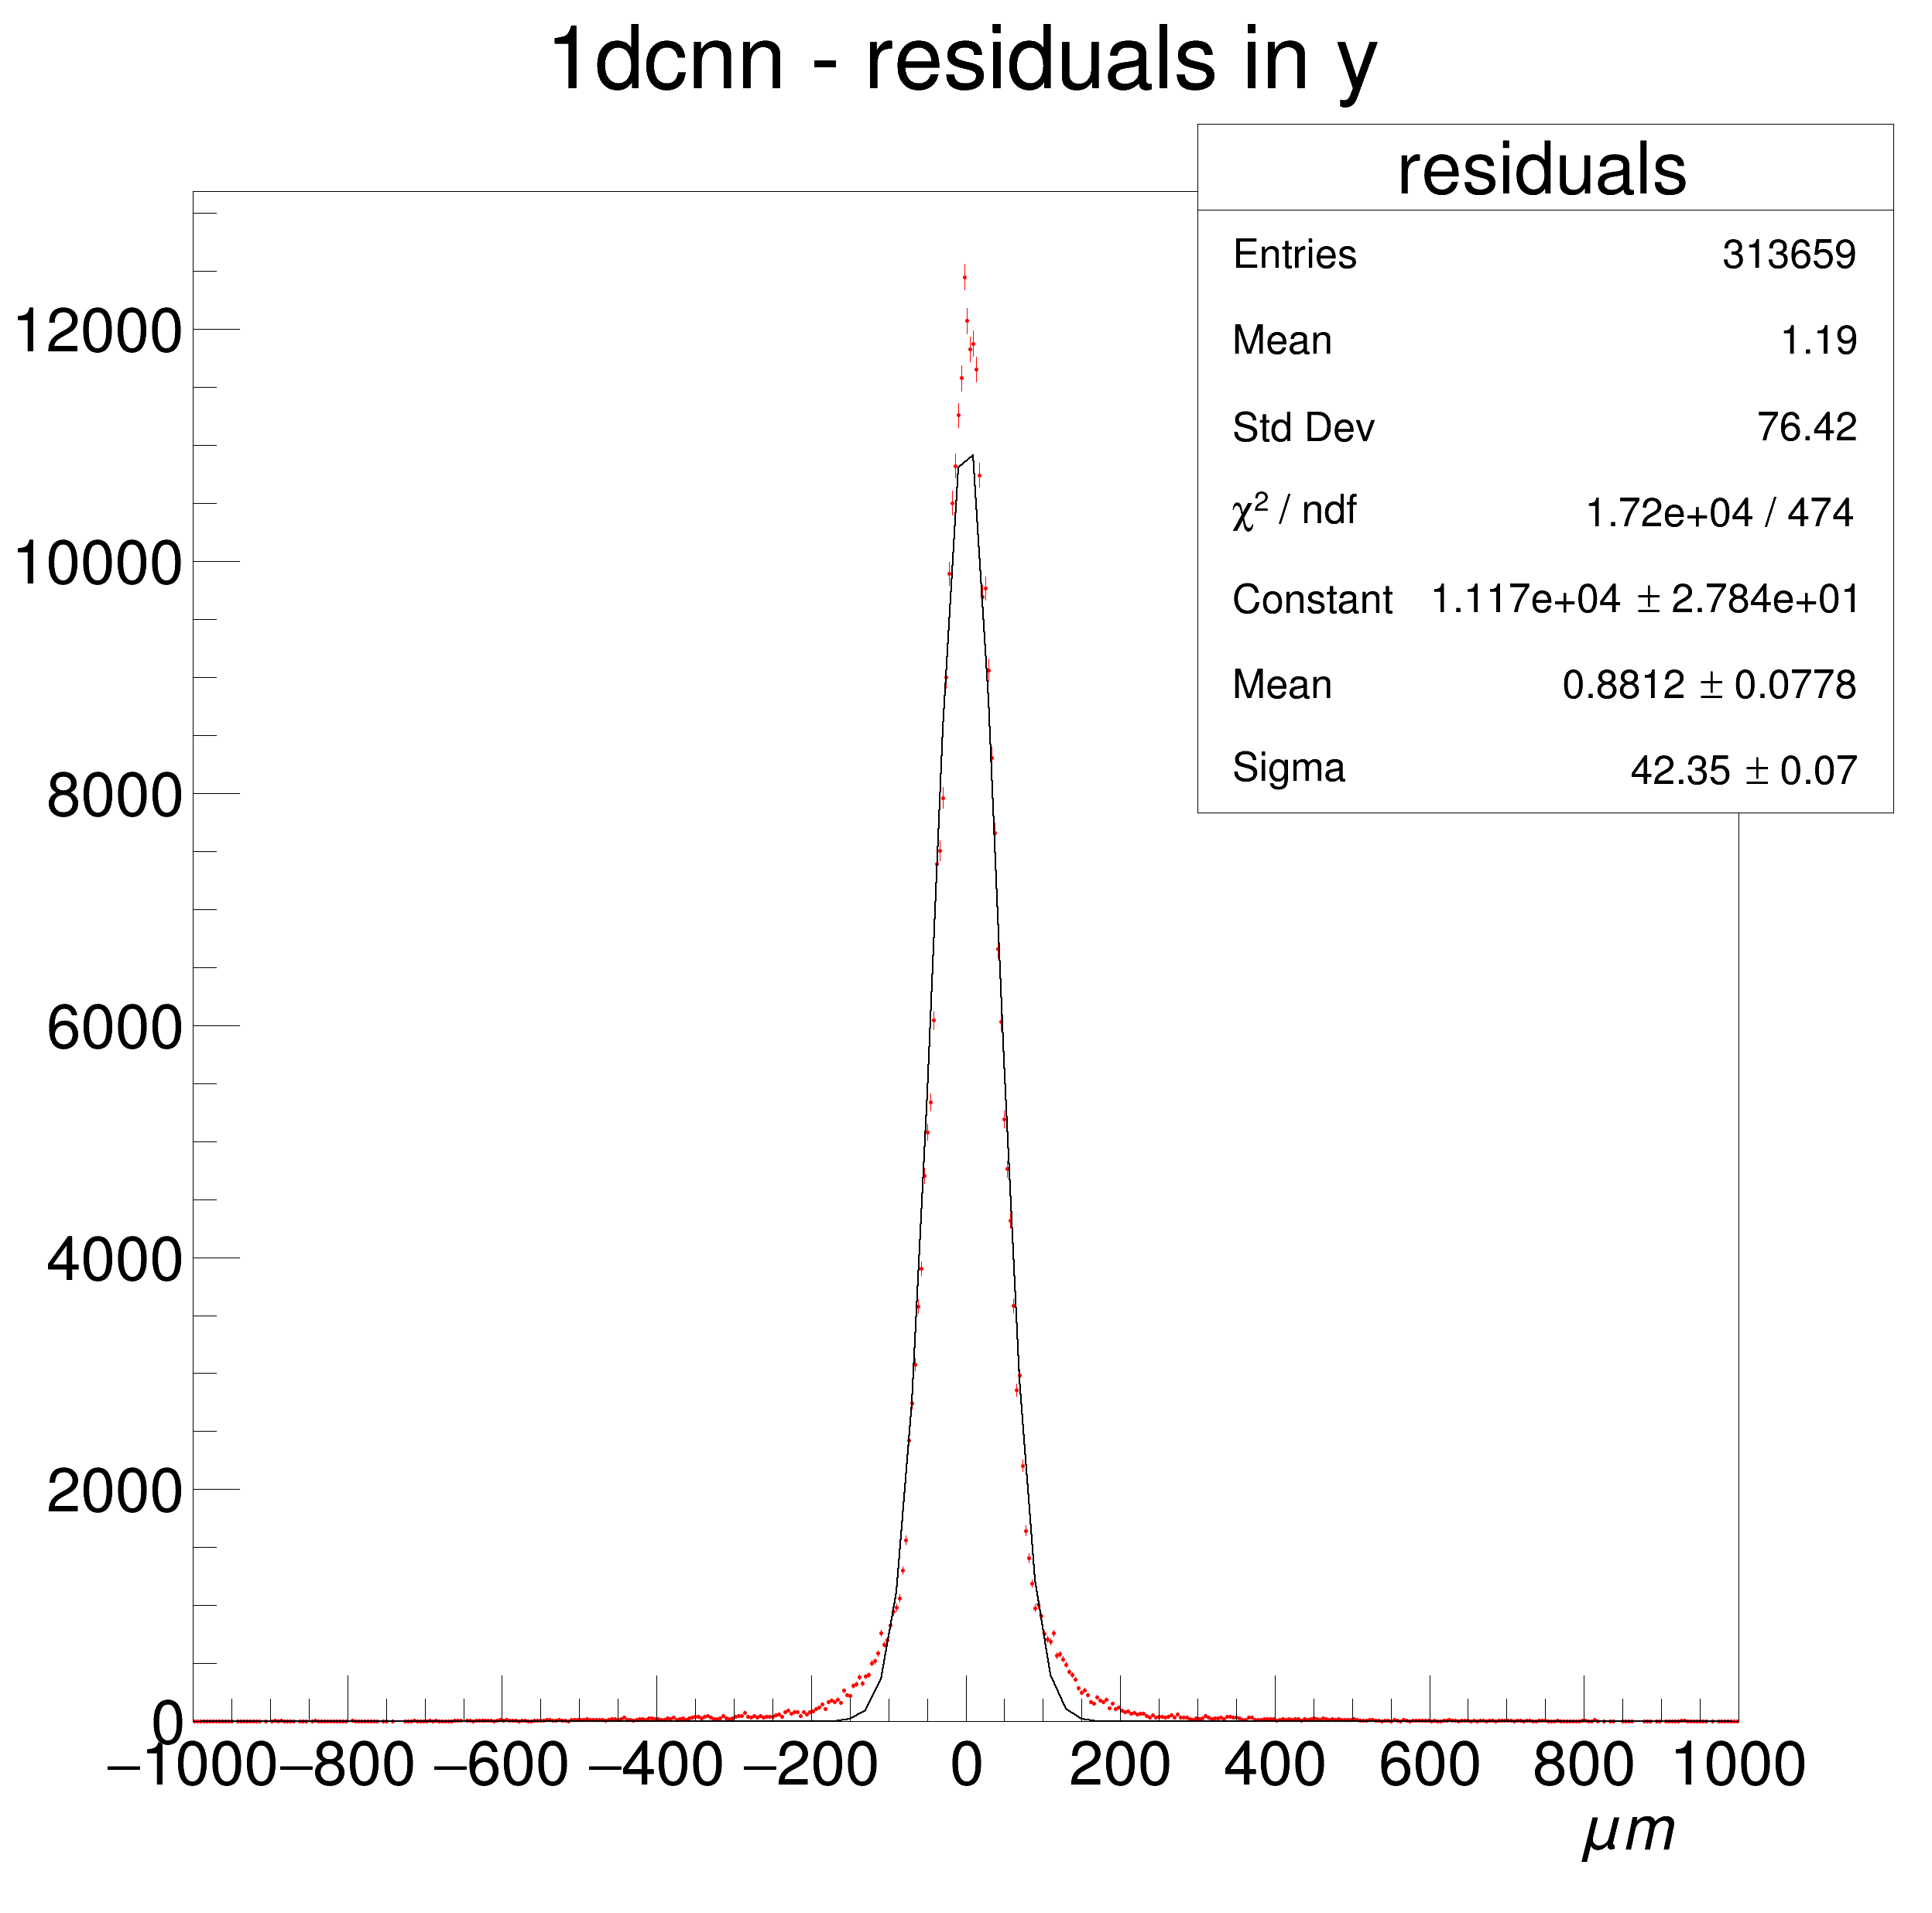 1dcnn - residuals in y
residuals
Entries 313659
Mean 1.19
Std Dev 76.42
χ² / ndf 1.72e+04 / 474
Constant 1.117e+04 ± 2.784e+01
Mean 0.8812 ± 0.0778
Sigma 42.35 ± 0.07
12000
10000
8000
6000
4000
2000
0
−1000 −800 −600 −400 −200 0 200 400 600 800 1000
μm